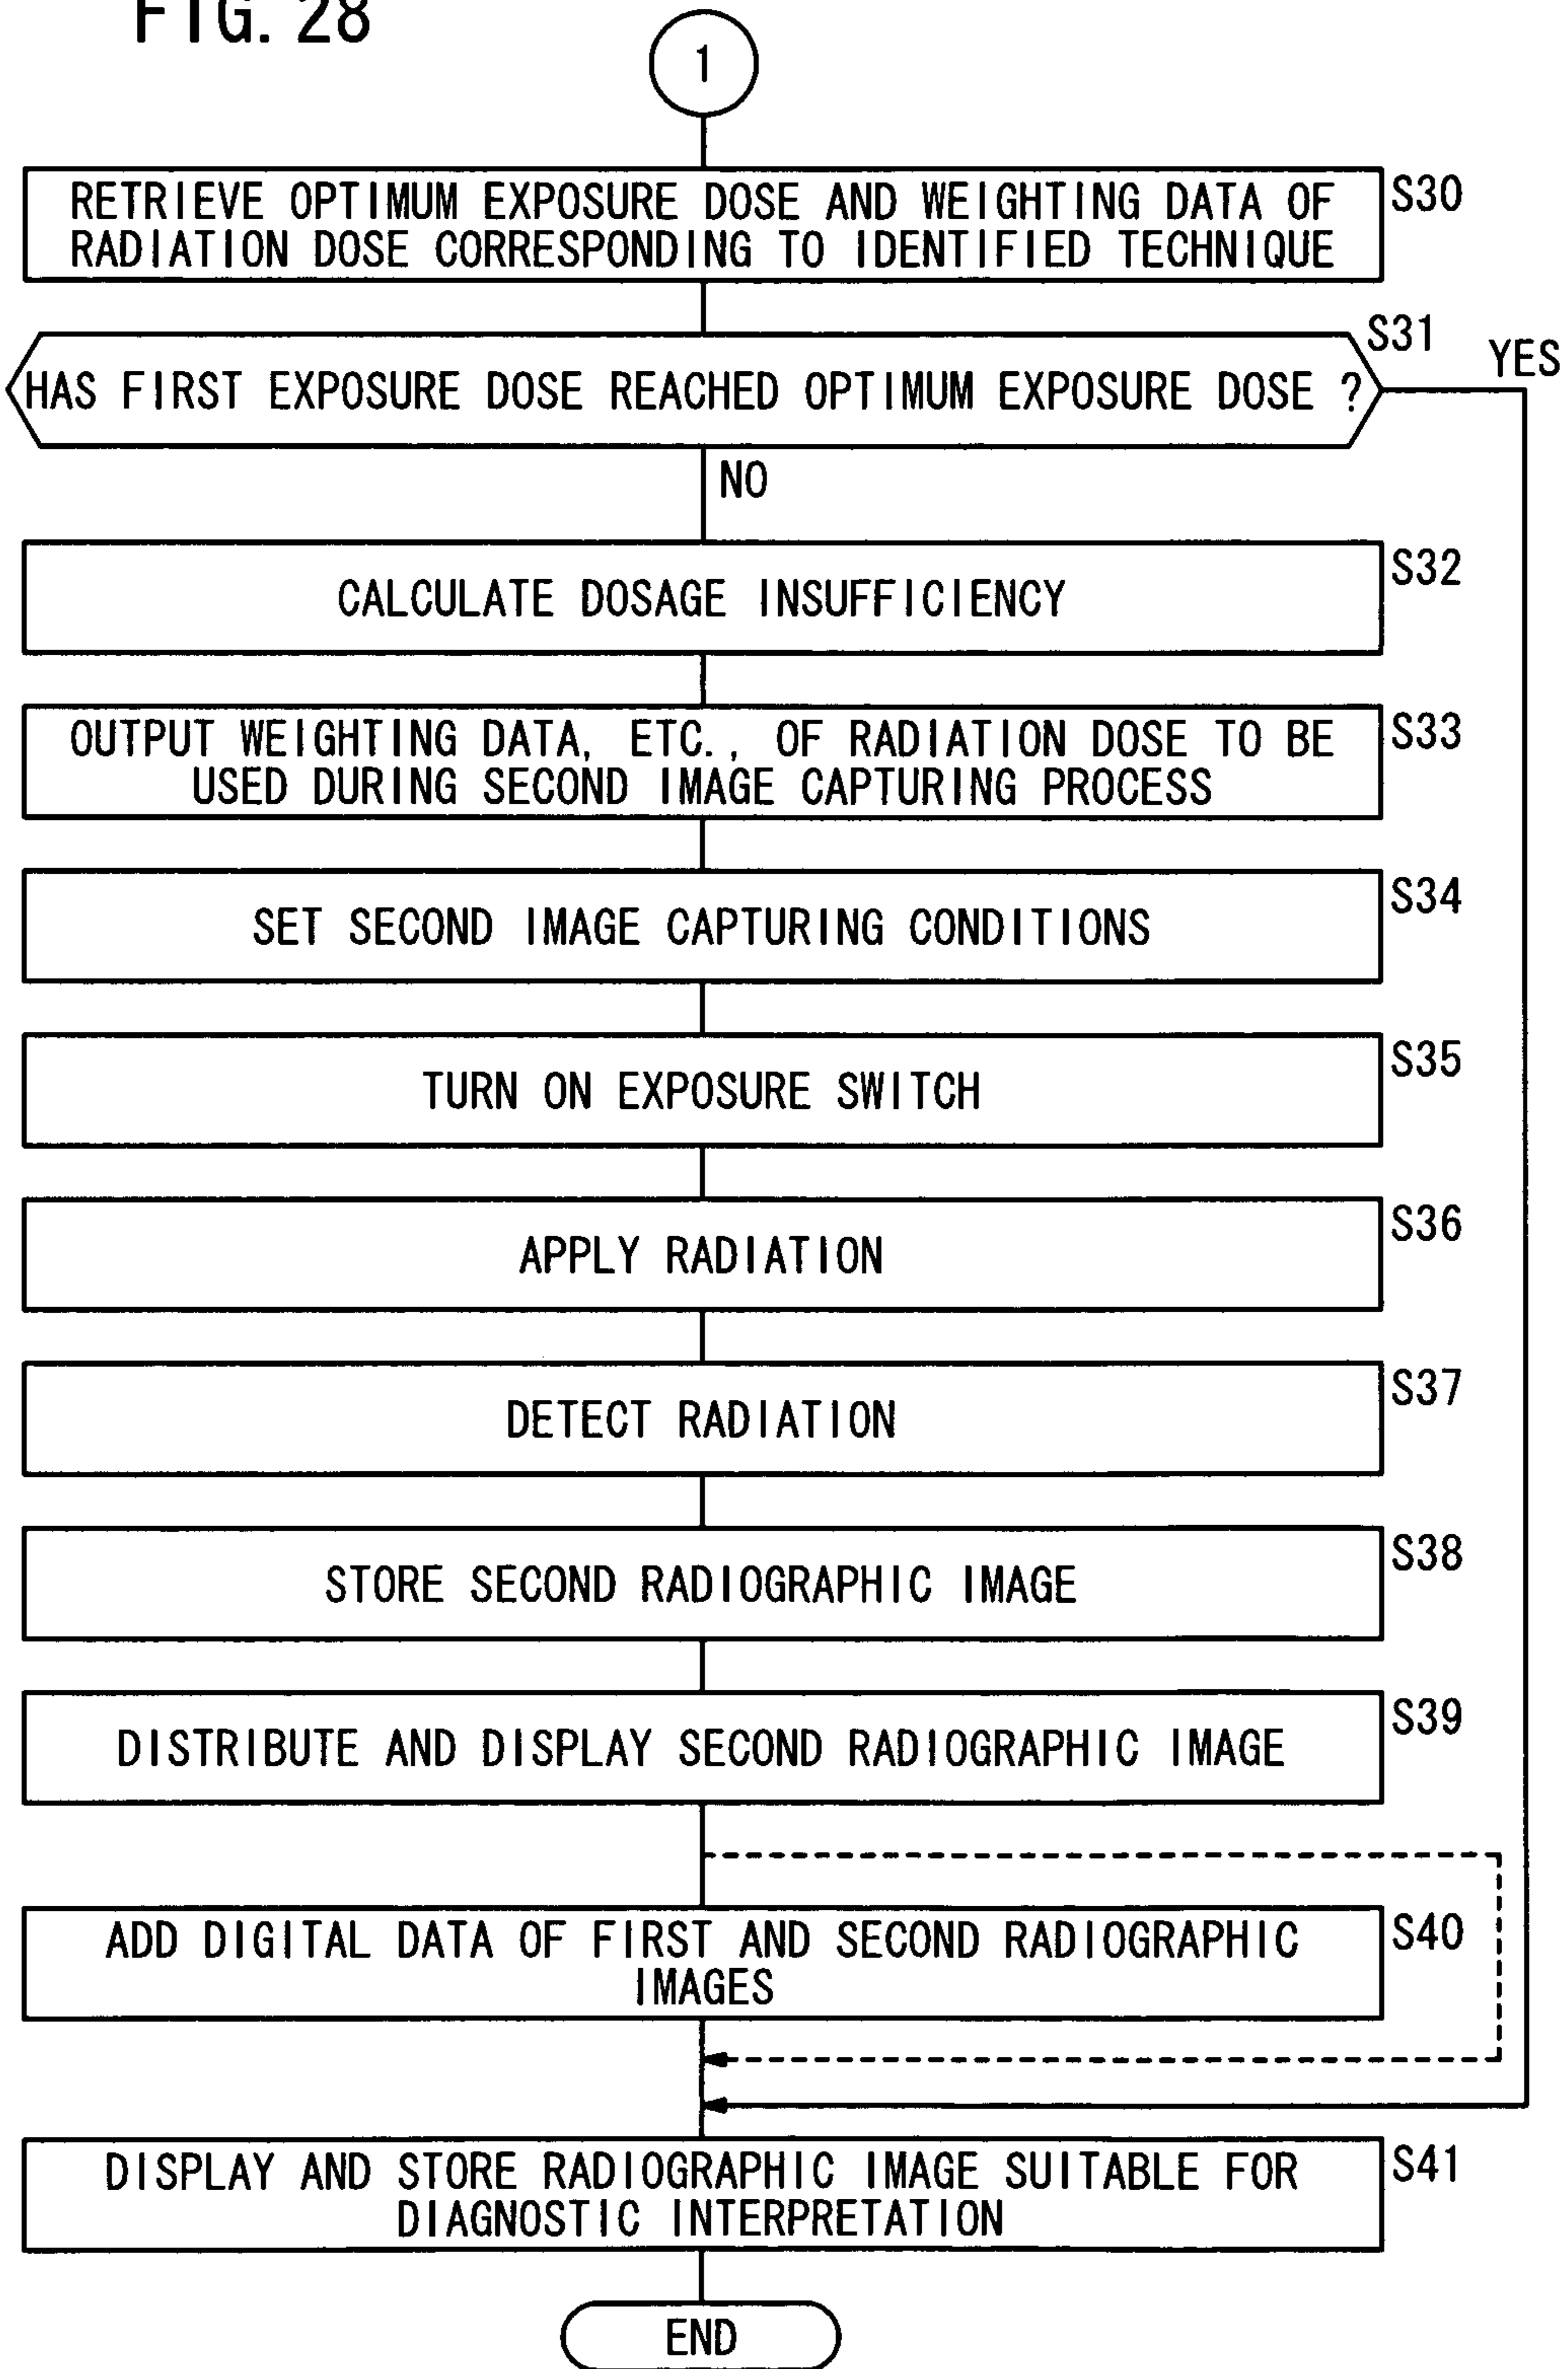 FIG. 28
1
RETRIEVE OPTIMUM EXPOSURE DOSE AND WEIGHTING DATA OF
RADIATION DOSE CORRESPONDING TO IDENTIFIED TECHNIQUE
S30
HAS FIRST EXPOSURE DOSE REACHED OPTIMUM EXPOSURE DOSE ?
S31
YES
NO
CALCULATE DOSAGE INSUFFICIENCY
S32
OUTPUT WEIGHTING DATA, ETC., OF RADIATION DOSE TO BE
USED DURING SECOND IMAGE CAPTURING PROCESS
S33
SET SECOND IMAGE CAPTURING CONDITIONS
S34
TURN ON EXPOSURE SWITCH
S35
APPLY RADIATION
S36
DETECT RADIATION
S37
STORE SECOND RADIOGRAPHIC IMAGE
S38
DISTRIBUTE AND DISPLAY SECOND RADIOGRAPHIC IMAGE
S39
ADD DIGITAL DATA OF FIRST AND SECOND RADIOGRAPHIC
IMAGES
S40
DISPLAY AND STORE RADIOGRAPHIC IMAGE SUITABLE FOR
DIAGNOSTIC INTERPRETATION
S41
END